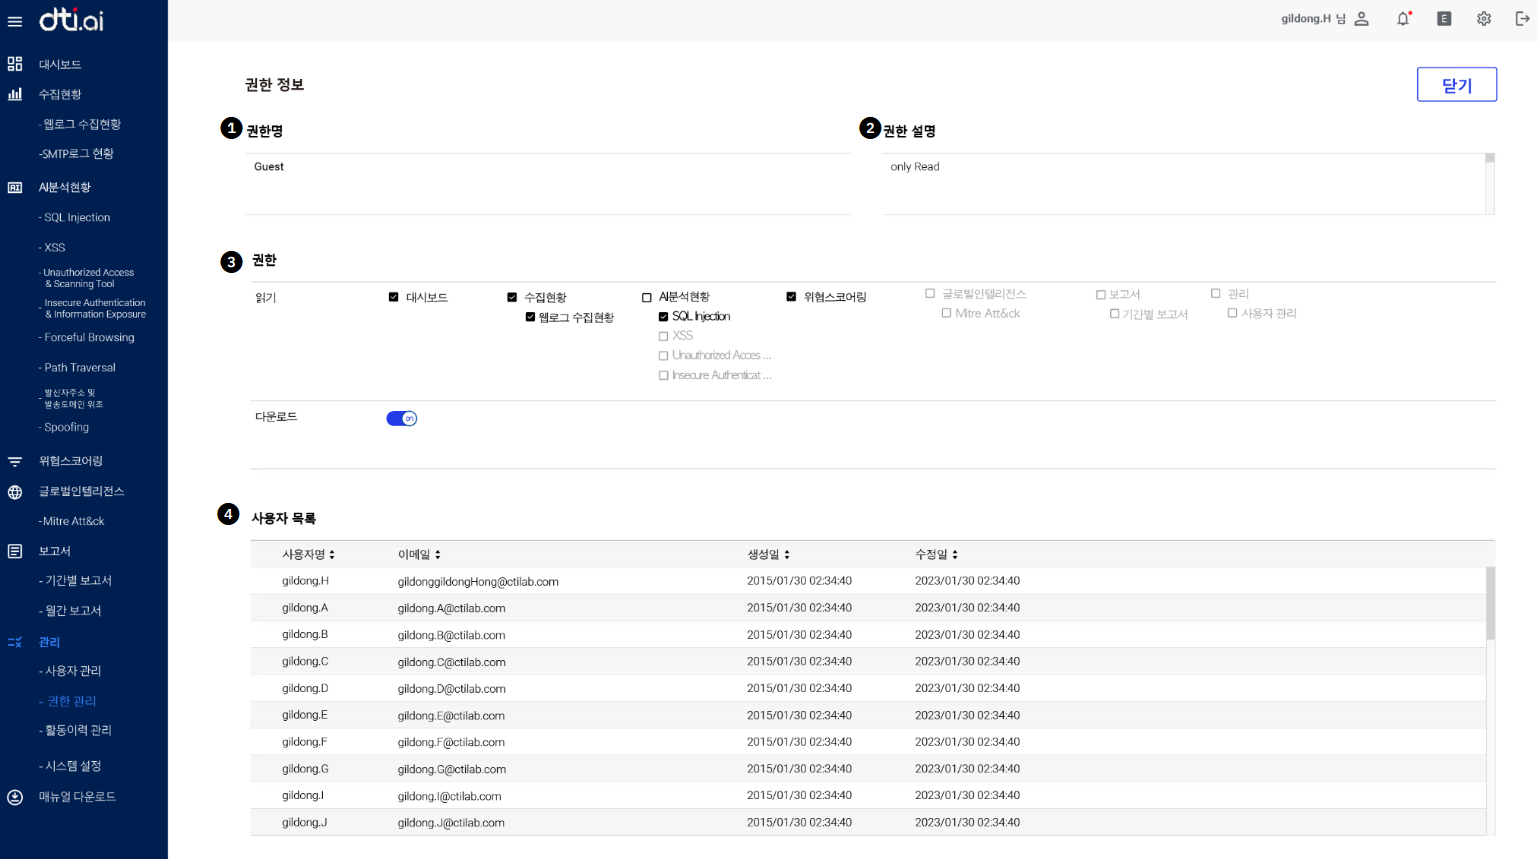 dti.ai
gildong.H 님
E
대시보드
수집현황
- 웹로그 수집현황
-SMTP로그 현황
AI분석현황
- SQL Injection
- XSS
- Unauthorized Access
& Scanning Tool
- Insecure Authentication
& Information Exposure
- Forceful Browsing
- Path Traversal
- 발신자주소 및
발송도메인 위조
- Spoofing
위협스코어링
글로벌인텔리전스
-Mitre Att&ck
보고서
- 기간별 보고서
- 월간 보고서
관리
- 사용자 관리
- 권한 관리
- 활동이력 관리
- 시스템 설정
매뉴얼 다운로드
권한 정보
닫기
1 권한명
2 권한 설명
Guest
only Read
3 권한
읽기
대시보드
수집현황
웹로그 수집현황
AI분석현황
SQL Injection
XSS
Unauthorized Acces ...
Insecure Authenticat ...
위협스코어링
글로벌인텔리전스
Mitre Att&ck
보고서
기간별 보고서
관리
사용자 관리
다운로드
on
4 사용자 목록
사용자명 이메일 생성일 수정일
gildong.H gildonggildongHong@ctilab.com 2015/01/30 02:34:40 2023/01/30 02:34:40
gildong.A gildong.A@ctilab.com 2015/01/30 02:34:40 2023/01/30 02:34:40
gildong.B gildong.B@ctilab.com 2015/01/30 02:34:40 2023/01/30 02:34:40
gildong.C gildong.C@ctilab.com 2015/01/30 02:34:40 2023/01/30 02:34:40
gildong.D gildong.D@ctilab.com 2015/01/30 02:34:40 2023/01/30 02:34:40
gildong.E gildong.E@ctilab.com 2015/01/30 02:34:40 2023/01/30 02:34:40
gildong.F gildong.F@ctilab.com 2015/01/30 02:34:40 2023/01/30 02:34:40
gildong.G gildong.G@ctilab.com 2015/01/30 02:34:40 2023/01/30 02:34:40
gildong.I gildong.I@ctilab.com 2015/01/30 02:34:40 2023/01/30 02:34:40
gildong.J gildong.J@ctilab.com 2015/01/30 02:34:40 2023/01/30 02:34:40